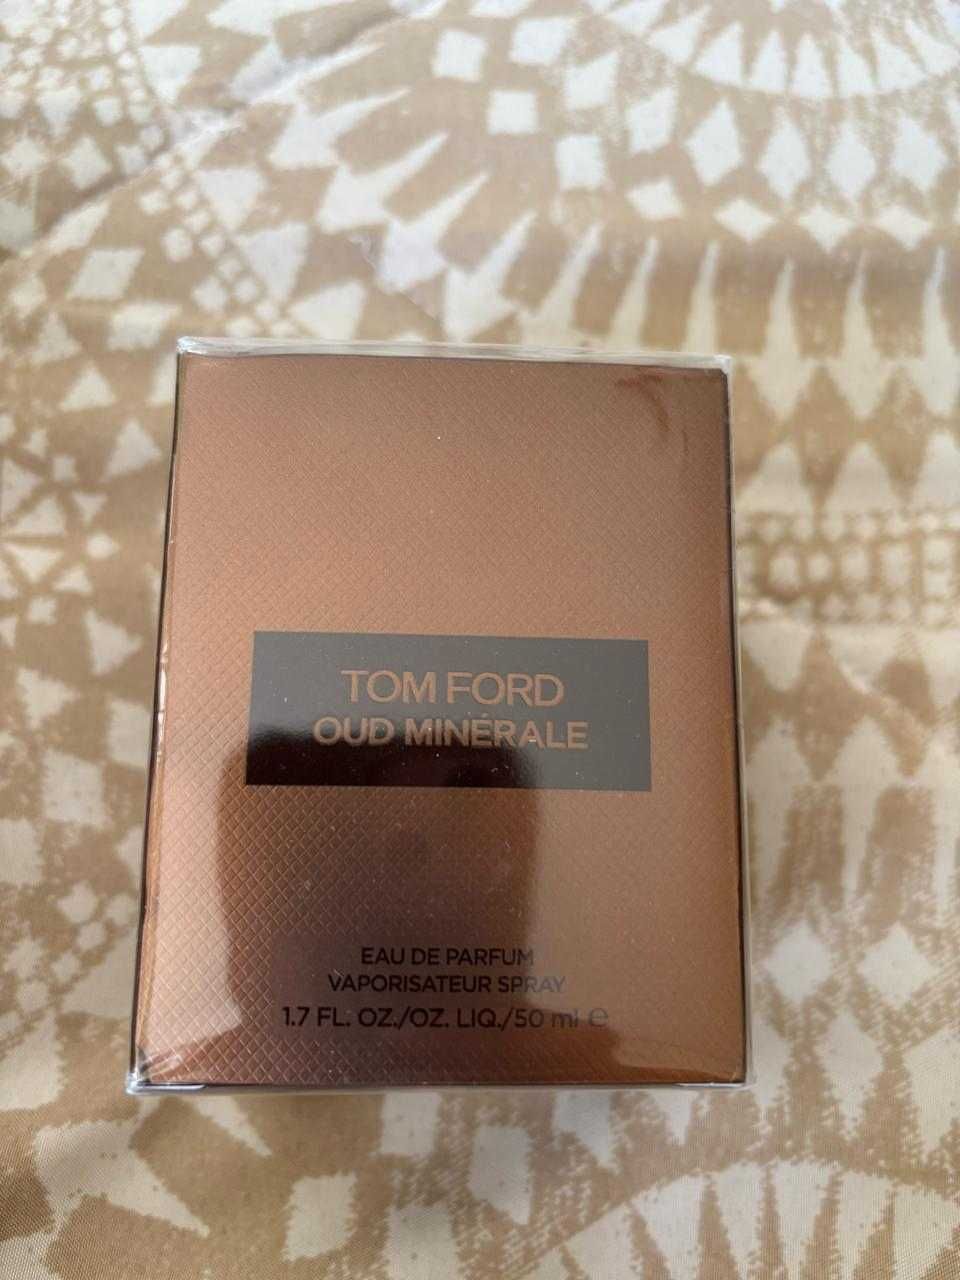 TOM FORD
OUD MINÉRALE
EAU DE PARFUM
VAPORISATEUR SPRAY
1.7 FL. OZ./OZ. LIQ./50 ml ℮